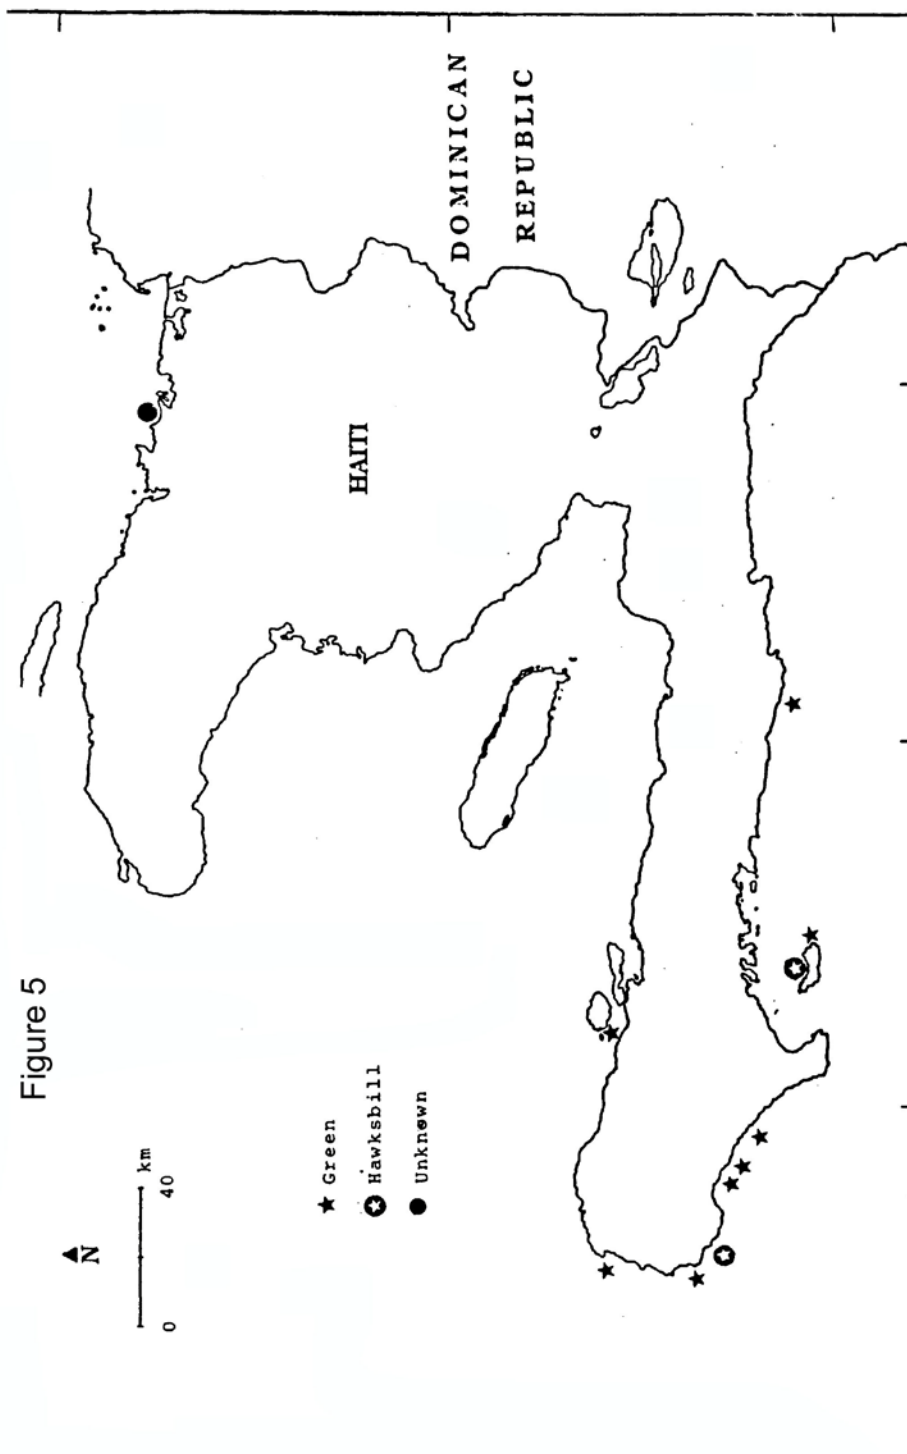 Figure 5
N
0 40 km
★ Green
✪ Hawksbill
● Unknown
HAITI
DOMINICAN
REPUBLIC